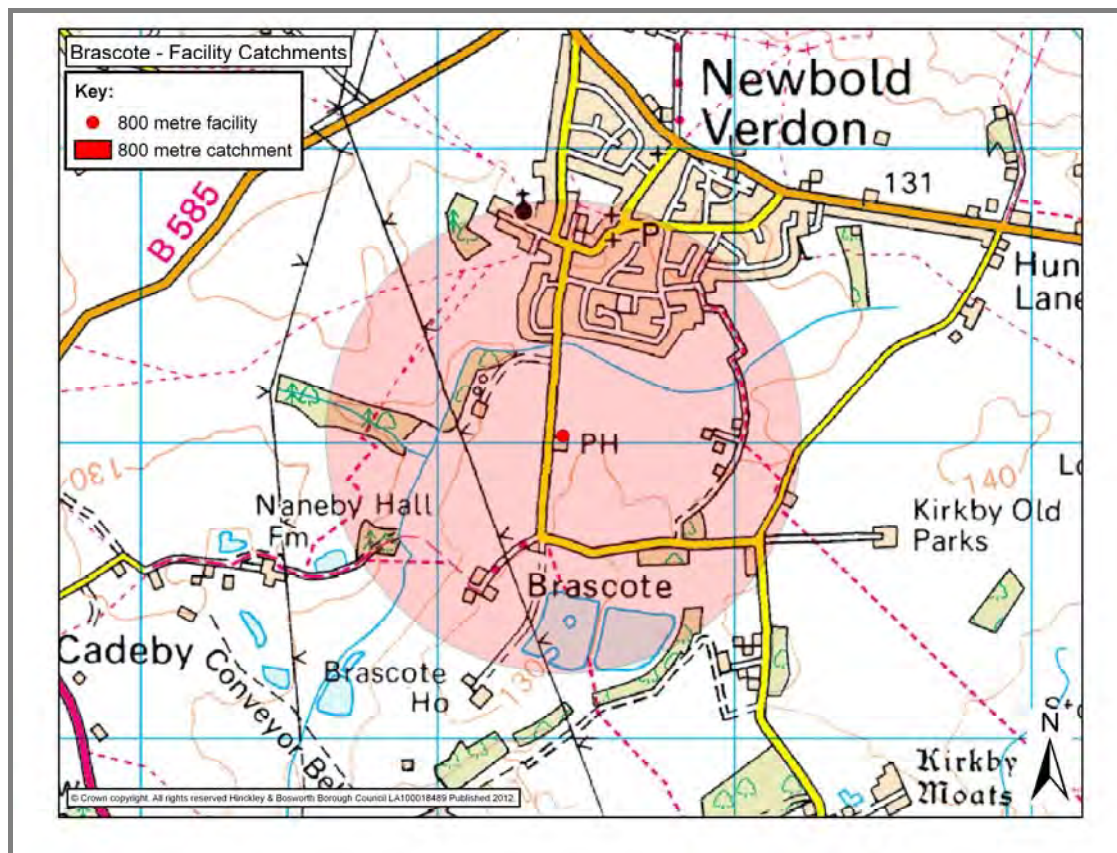 Brascote - Facility Catchments
Key:
800 metre facility
800 metre catchment
B 585
Newbold
Verdon
131
P
Hun
Lane
PH
130
Naneby Hall
Fm
140
Kirkby Old
Parks
Brascote
Cadeby
Conveyor Bel
Brascote
Ho
130
N
Kirkby
Moats
© Crown copyright. All rights reserved Hinckley & Bosworth Borough Council LA100018489 Published 2012.